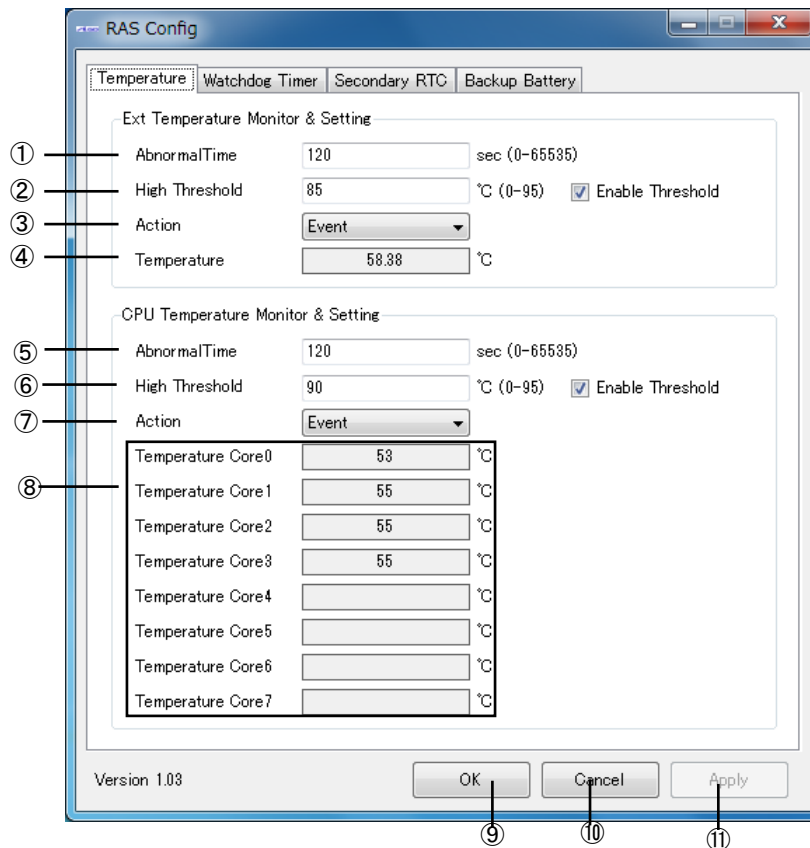 RAS Config
Temperature Watchdog Timer Secondary RTC Backup Battery
Ext Temperature Monitor & Setting
① AbnormalTime 120 sec (0-65535)
② High Threshold 85 ℃ (0-95) Enable Threshold
③ Action Event
④ Temperature 58.38 ℃
CPU Temperature Monitor & Setting
⑤ AbnormalTime 120 sec (0-65535)
⑥ High Threshold 90 ℃ (0-95) Enable Threshold
⑦ Action Event
Temperature Core0 53 ℃
⑧ Temperature Core1 55 ℃
Temperature Core2 55 ℃
Temperature Core3 55 ℃
Temperature Core4 ℃
Temperature Core5 ℃
Temperature Core6 ℃
Temperature Core7 ℃
Version 1.03 OK Cancel Apply
⑨ ⑩ ⑪